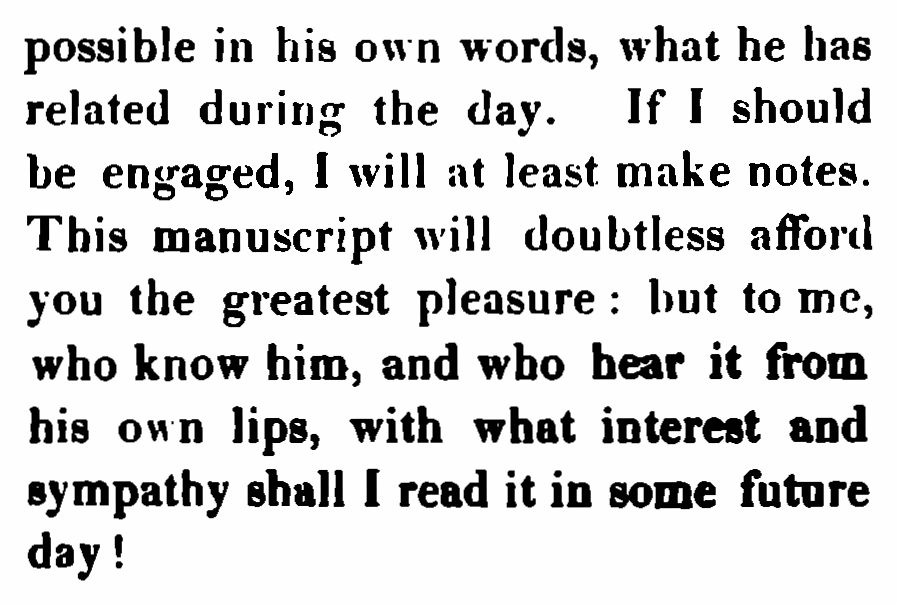 possible in his own words, what he has
related during the day. If I should
be engaged, I will at least make notes.
This manuscript will doubtless afford
you the greatest pleasure : but to me,
who know him, and who hear it from
his own lips, with what interest and
sympathy shall I read it in some future
day !